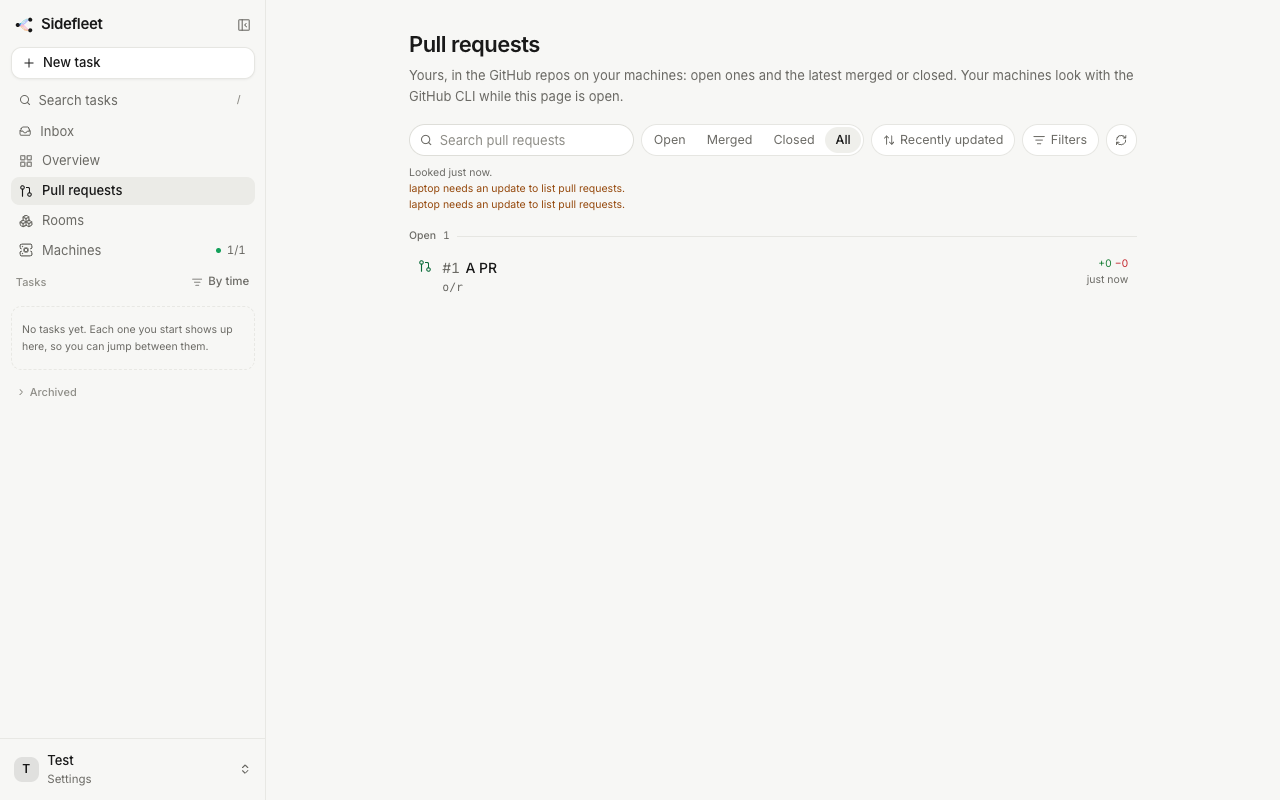 Sidefleet
New task
Search tasks /
Inbox
Overview
Pull requests
Rooms
Machines 1/1
Tasks By time
No tasks yet. Each one you start shows up
here, so you can jump between them.
Archived
T Test
Settings
Pull requests
Yours, in the GitHub repos on your machines: open ones and the latest merged or closed. Your machines look with the
GitHub CLI while this page is open.
Search pull requests Open Merged Closed All Recently updated Filters
Looked just now.
laptop needs an update to list pull requests.
laptop needs an update to list pull requests.
Open 1
#1 A PR +0 −0
o/r just now